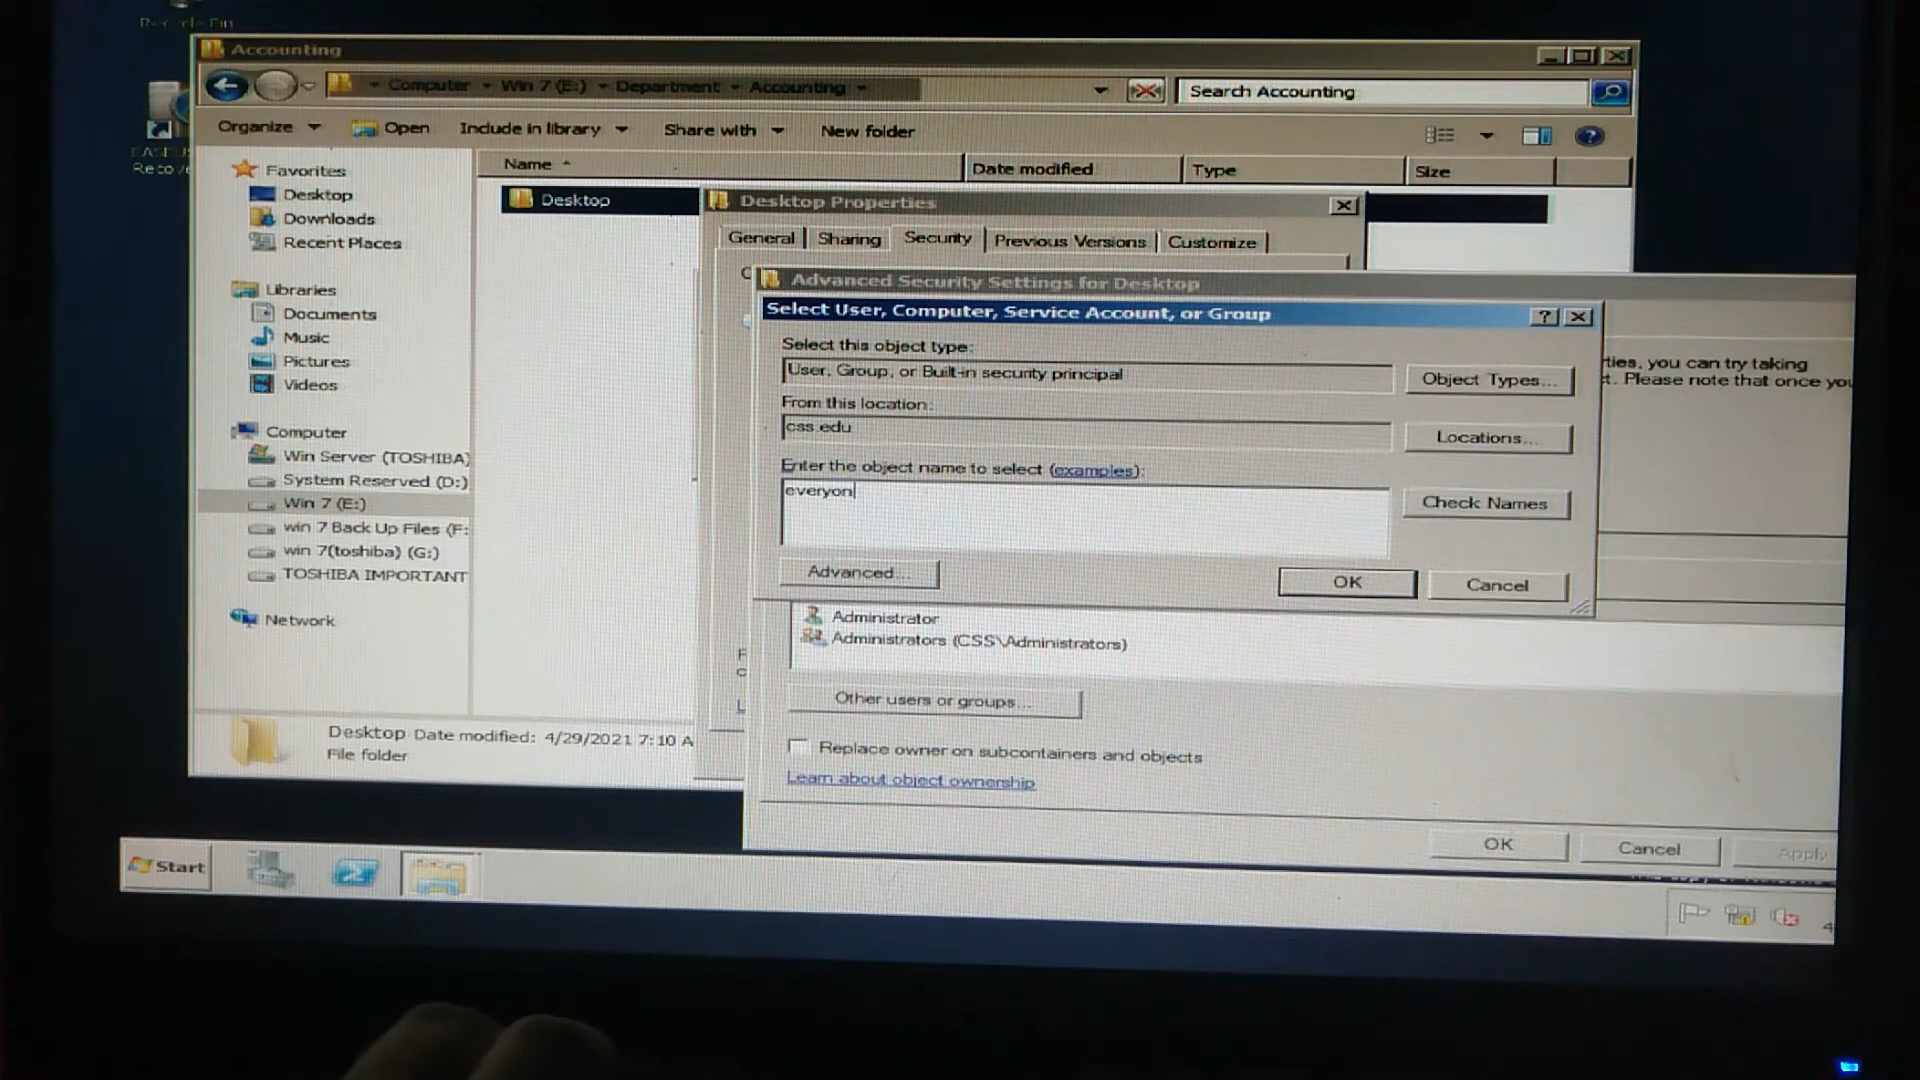 Accounting
Computer Win 7 (E:) Department Accounting
Search Accounting
Organize Open Include in library Share with New folder
Name Date modified Type Size
Favorites
Desktop
Downloads
Recent Places
Libraries
Documents
Music
Pictures
Videos
Computer
Win Server (TOSHIBA)
System Reserved (D:)
Win 7 (E:)
win 7 Back Up Files (F:
win 7(toshiba) (G:)
TOSHIBA IMPORTANT
Network
Desktop
Desktop Properties
General Sharing Security Previous Versions Customize
Advanced Security Settings for Desktop
Select User, Computer, Service Account, or Group
Select this object type:
User, Group, or Built-in security principal
Object Types...
From this location:
css.edu
Locations...
Enter the object name to select (examples):
everyon
Check Names
Advanced...
OK
Cancel
ties, you can try taking
t. Please note that once you
Administrator
Administrators (CSS\Administrators)
Other users or groups...
Replace owner on subcontainers and objects
Learn about object ownership
OK
Cancel
Apply
Desktop Date modified: 4/29/2021 7:10 A
File folder
Start